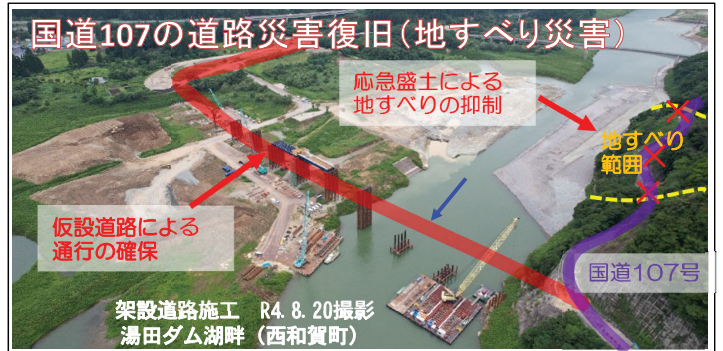 国道107の道路災害復旧(地すべり災害)
応急盛土による
地すべりの抑制
地すべり
範囲
仮設道路による
通行の確保
国道107号
架設道路施工 R4.8.20撮影
湯田ダム湖畔(西和賀町)